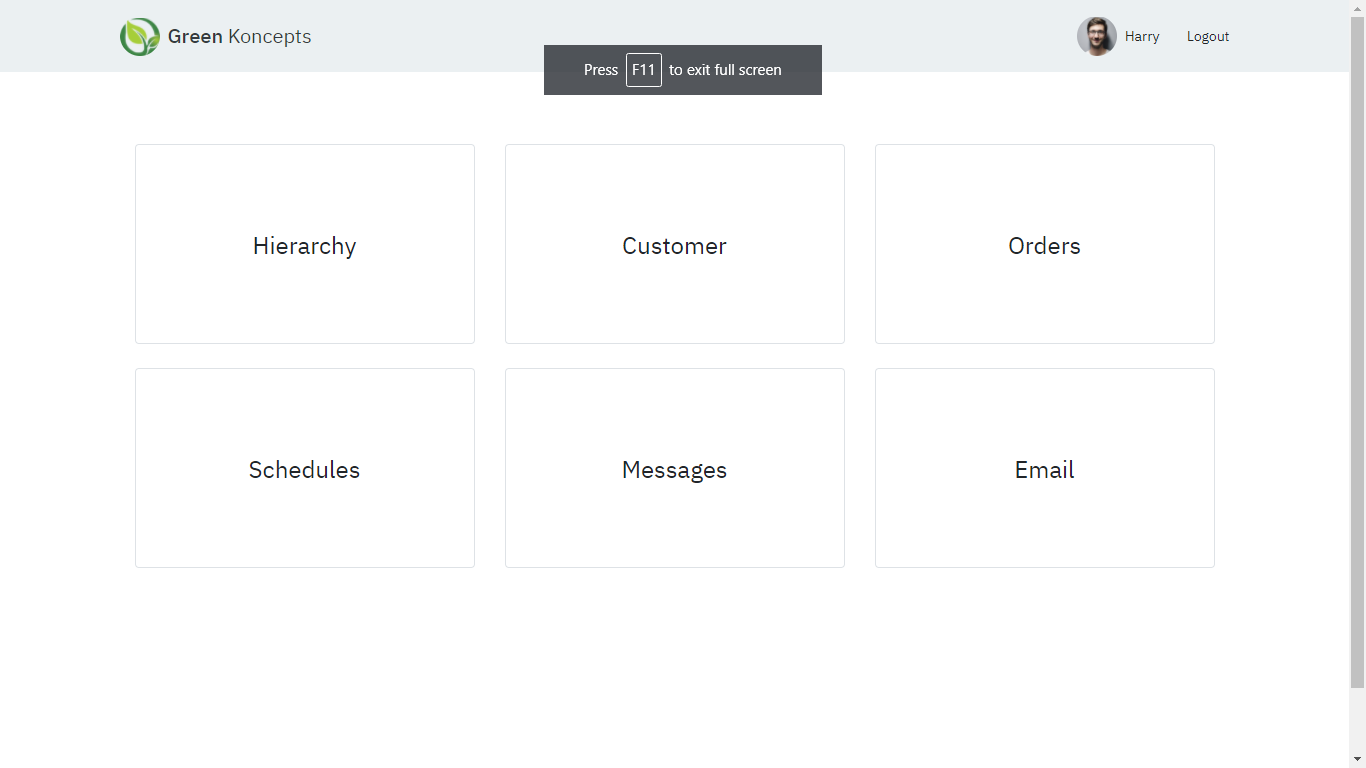 Green Koncepts
Harry
Logout
Press F11 to exit full screen
Hierarchy
Customer
Orders
Schedules
Messages
Email